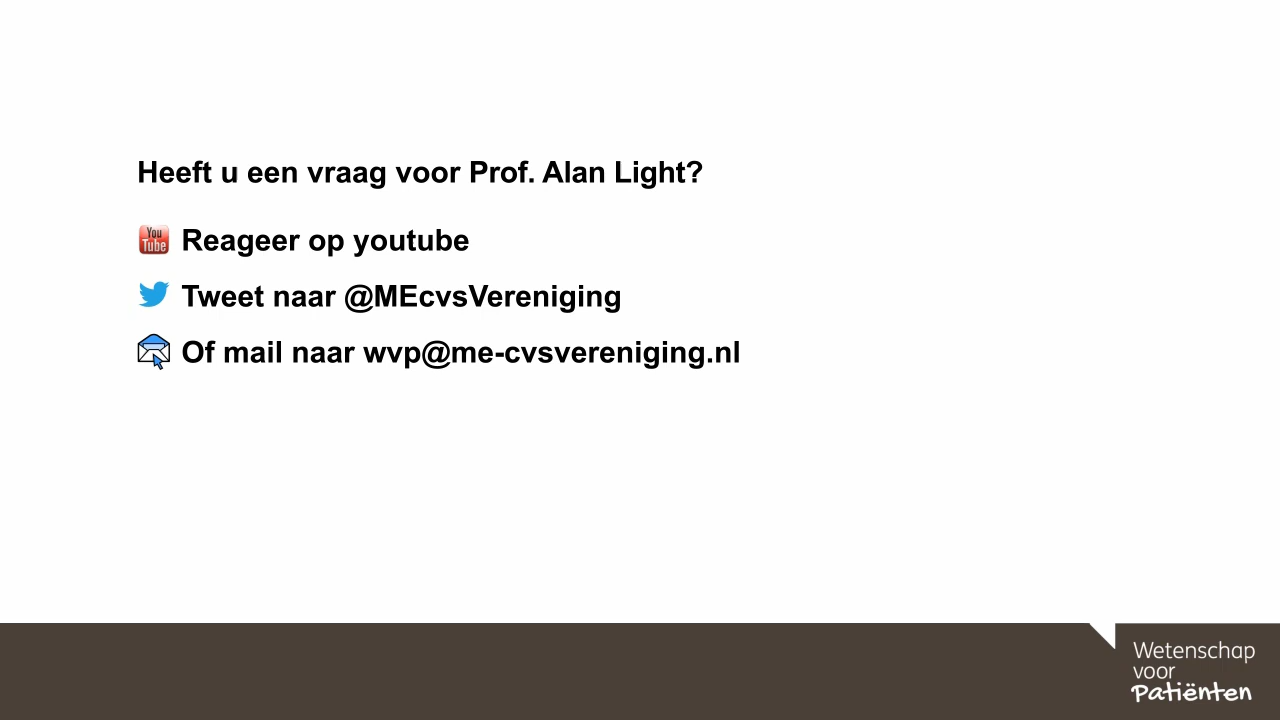 Heeft u een vraag voor Prof. Alan Light?
You
Tube
Reageer op youtube
Tweet naar @MEcvsVereniging
Of mail naar wvp@me-cvsvereniging.nl
Wetenschap
voor
Patiënten